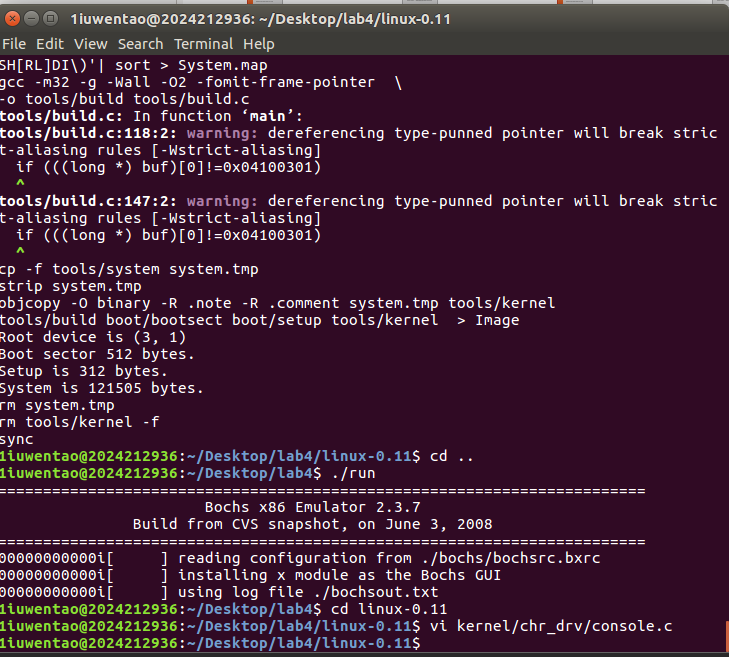 1iuwentao@2024212936: ~/Desktop/lab4/linux-0.11
File Edit View Search Terminal Help
SH[RL]DI\)'| sort > System.map
gcc -m32 -g -Wall -O2 -fomit-frame-pointer  \
-o tools/build tools/build.c
tools/build.c: In function ‘main’:
tools/build.c:118:2: warning: dereferencing type-punned pointer will break stric
t-aliasing rules [-Wstrict-aliasing]
  if (((long *) buf)[0]!=0x04100301)
  ^
tools/build.c:147:2: warning: dereferencing type-punned pointer will break stric
t-aliasing rules [-Wstrict-aliasing]
  if (((long *) buf)[0]!=0x04100301)
  ^
cp -f tools/system system.tmp
strip system.tmp
objcopy -O binary -R .note -R .comment system.tmp tools/kernel
tools/build boot/bootsect boot/setup tools/kernel  > Image
Root device is (3, 1)
Boot sector 512 bytes.
Setup is 312 bytes.
System is 121505 bytes.
rm system.tmp
rm tools/kernel -f
sync
1iuwentao@2024212936:~/Desktop/lab4/linux-0.11$ cd ..
1iuwentao@2024212936:~/Desktop/lab4$ ./run
========================================================================
                       Bochs x86 Emulator 2.3.7
               Build from CVS snapshot, on June 3, 2008
========================================================================
00000000000i[     ] reading configuration from ./bochs/bochsrc.bxrc
00000000000i[     ] installing x module as the Bochs GUI
00000000000i[     ] using log file ./bochsout.txt
1iuwentao@2024212936:~/Desktop/lab4$ cd linux-0.11
1iuwentao@2024212936:~/Desktop/lab4/linux-0.11$ vi kernel/chr_drv/console.c
1iuwentao@2024212936:~/Desktop/lab4/linux-0.11$